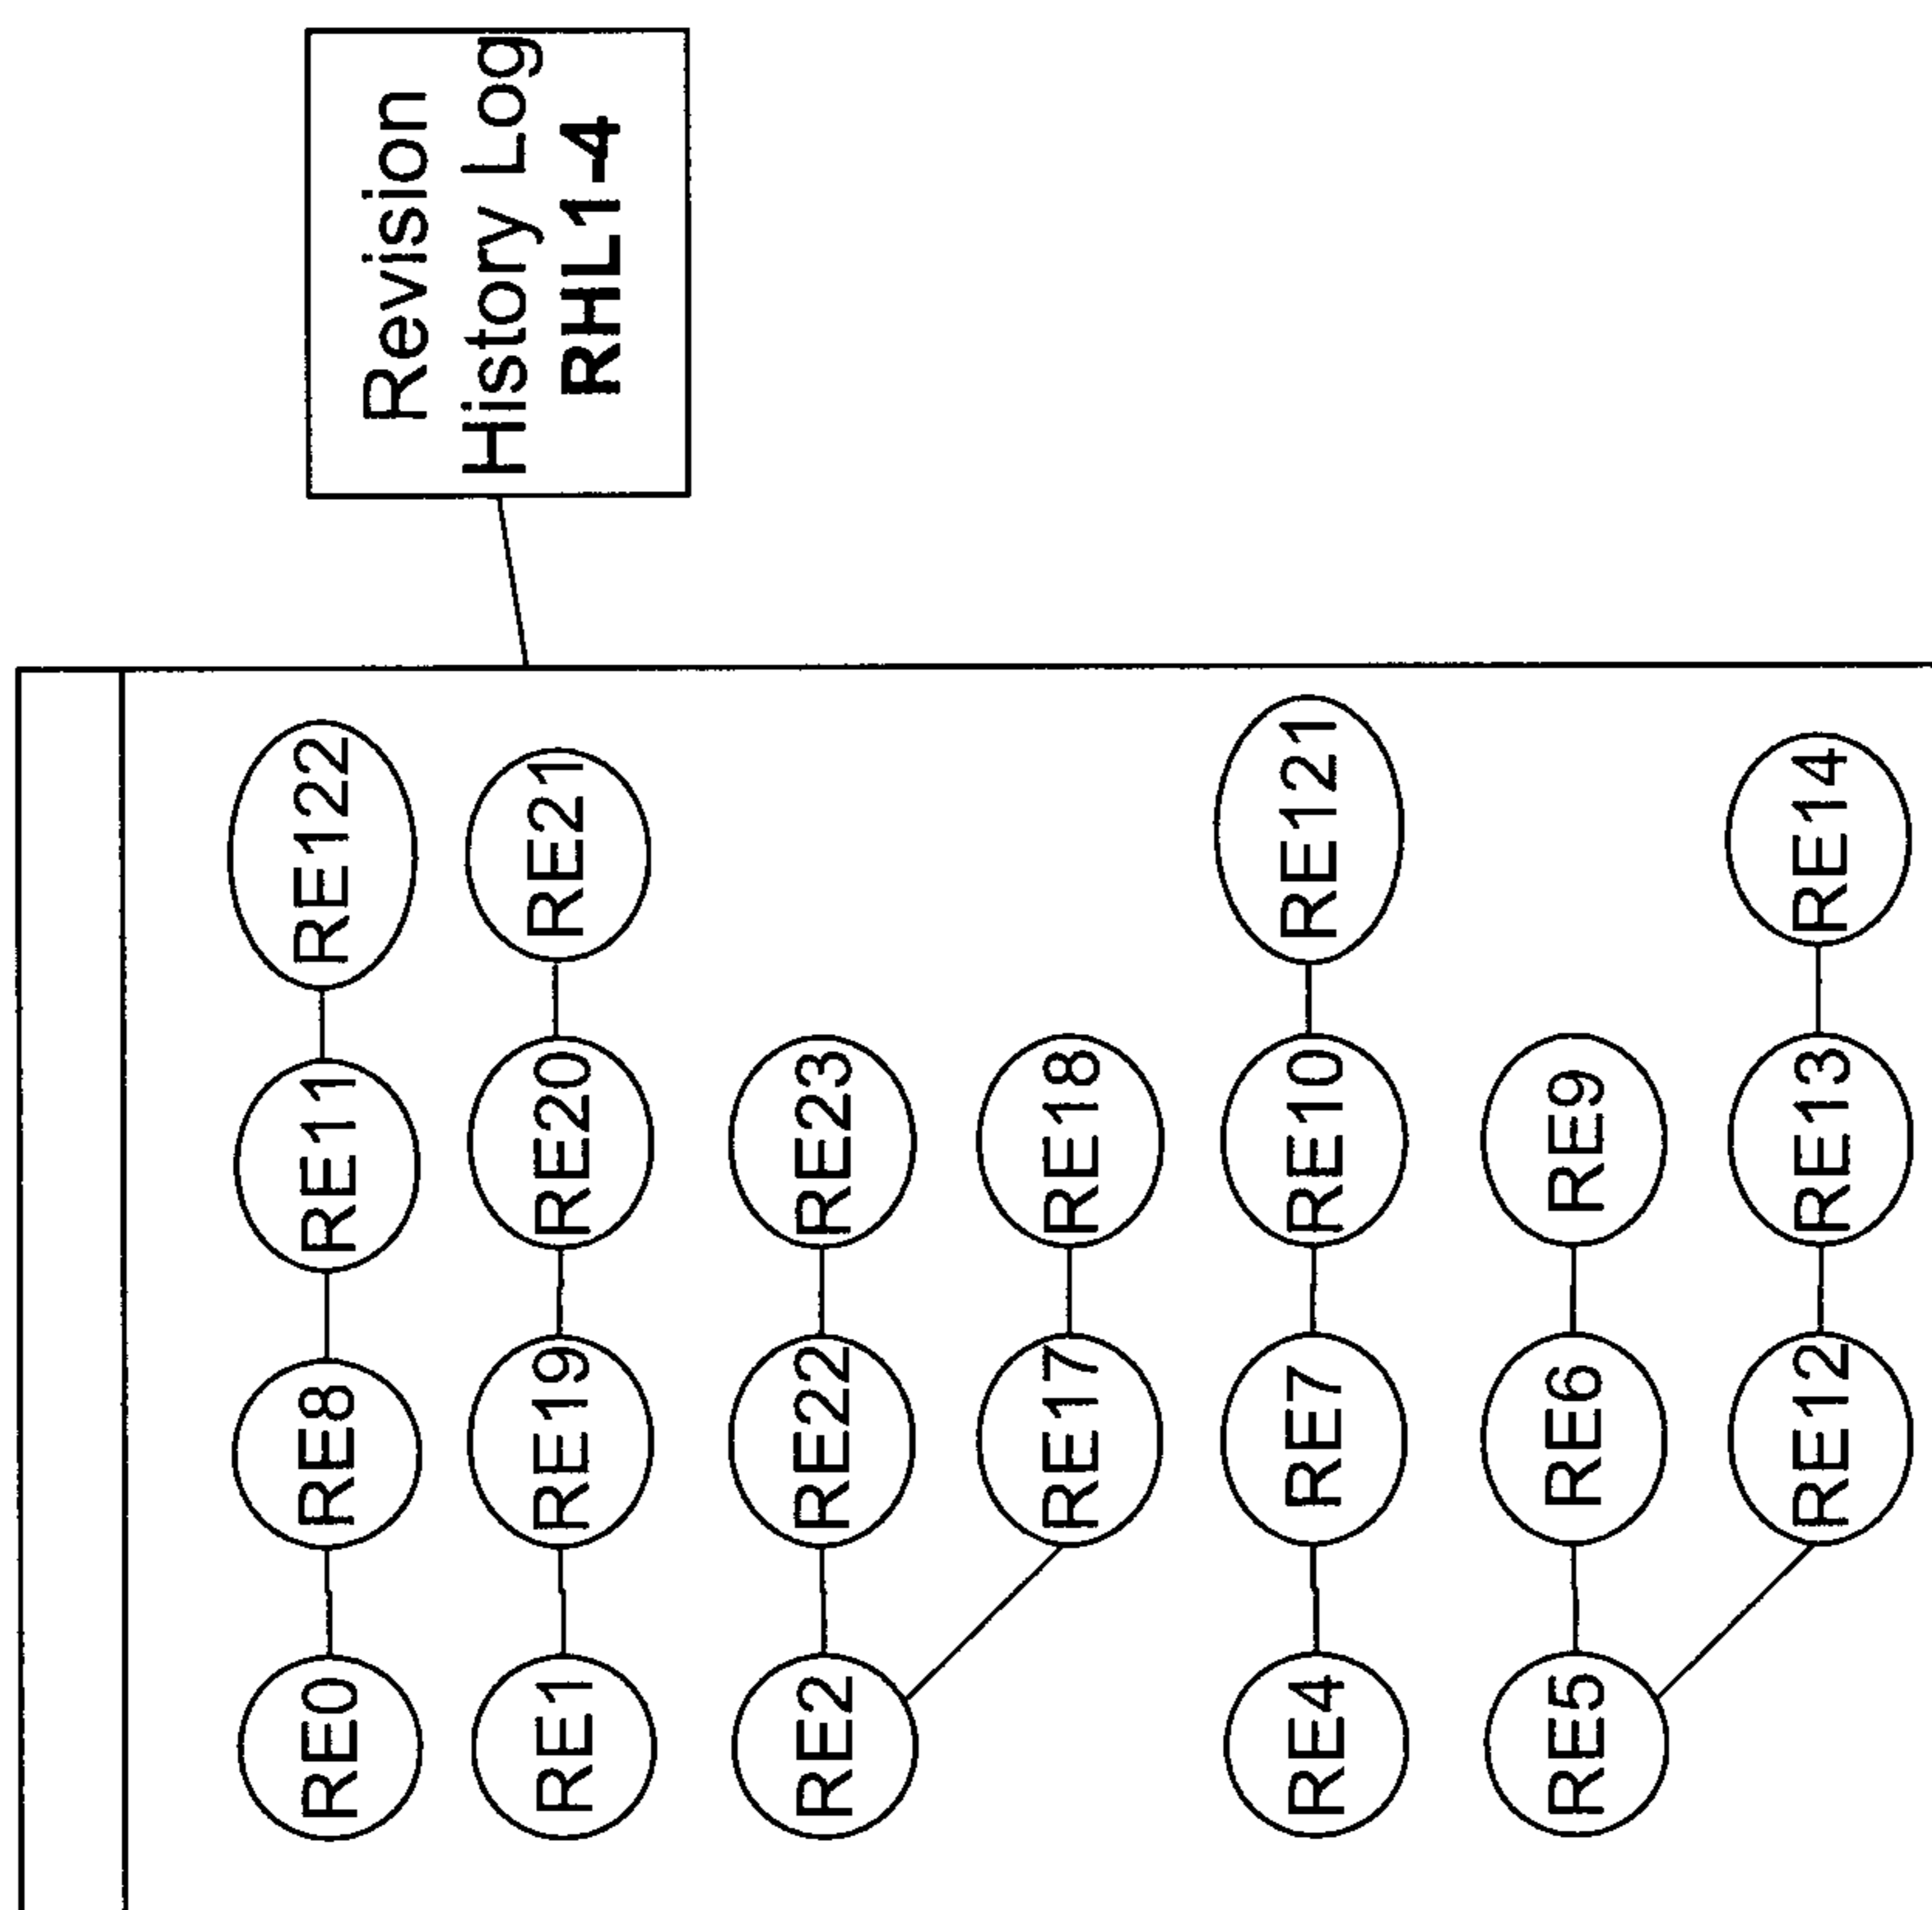 Revision
History Log
RHL1-4
RE0
RE8
RE11
RE122
RE1
RE19
RE20
RE21
RE2
RE22
RE23
RE17
RE18
RE4
RE7
RE10
RE121
RE5
RE6
RE9
RE12
RE13
RE14